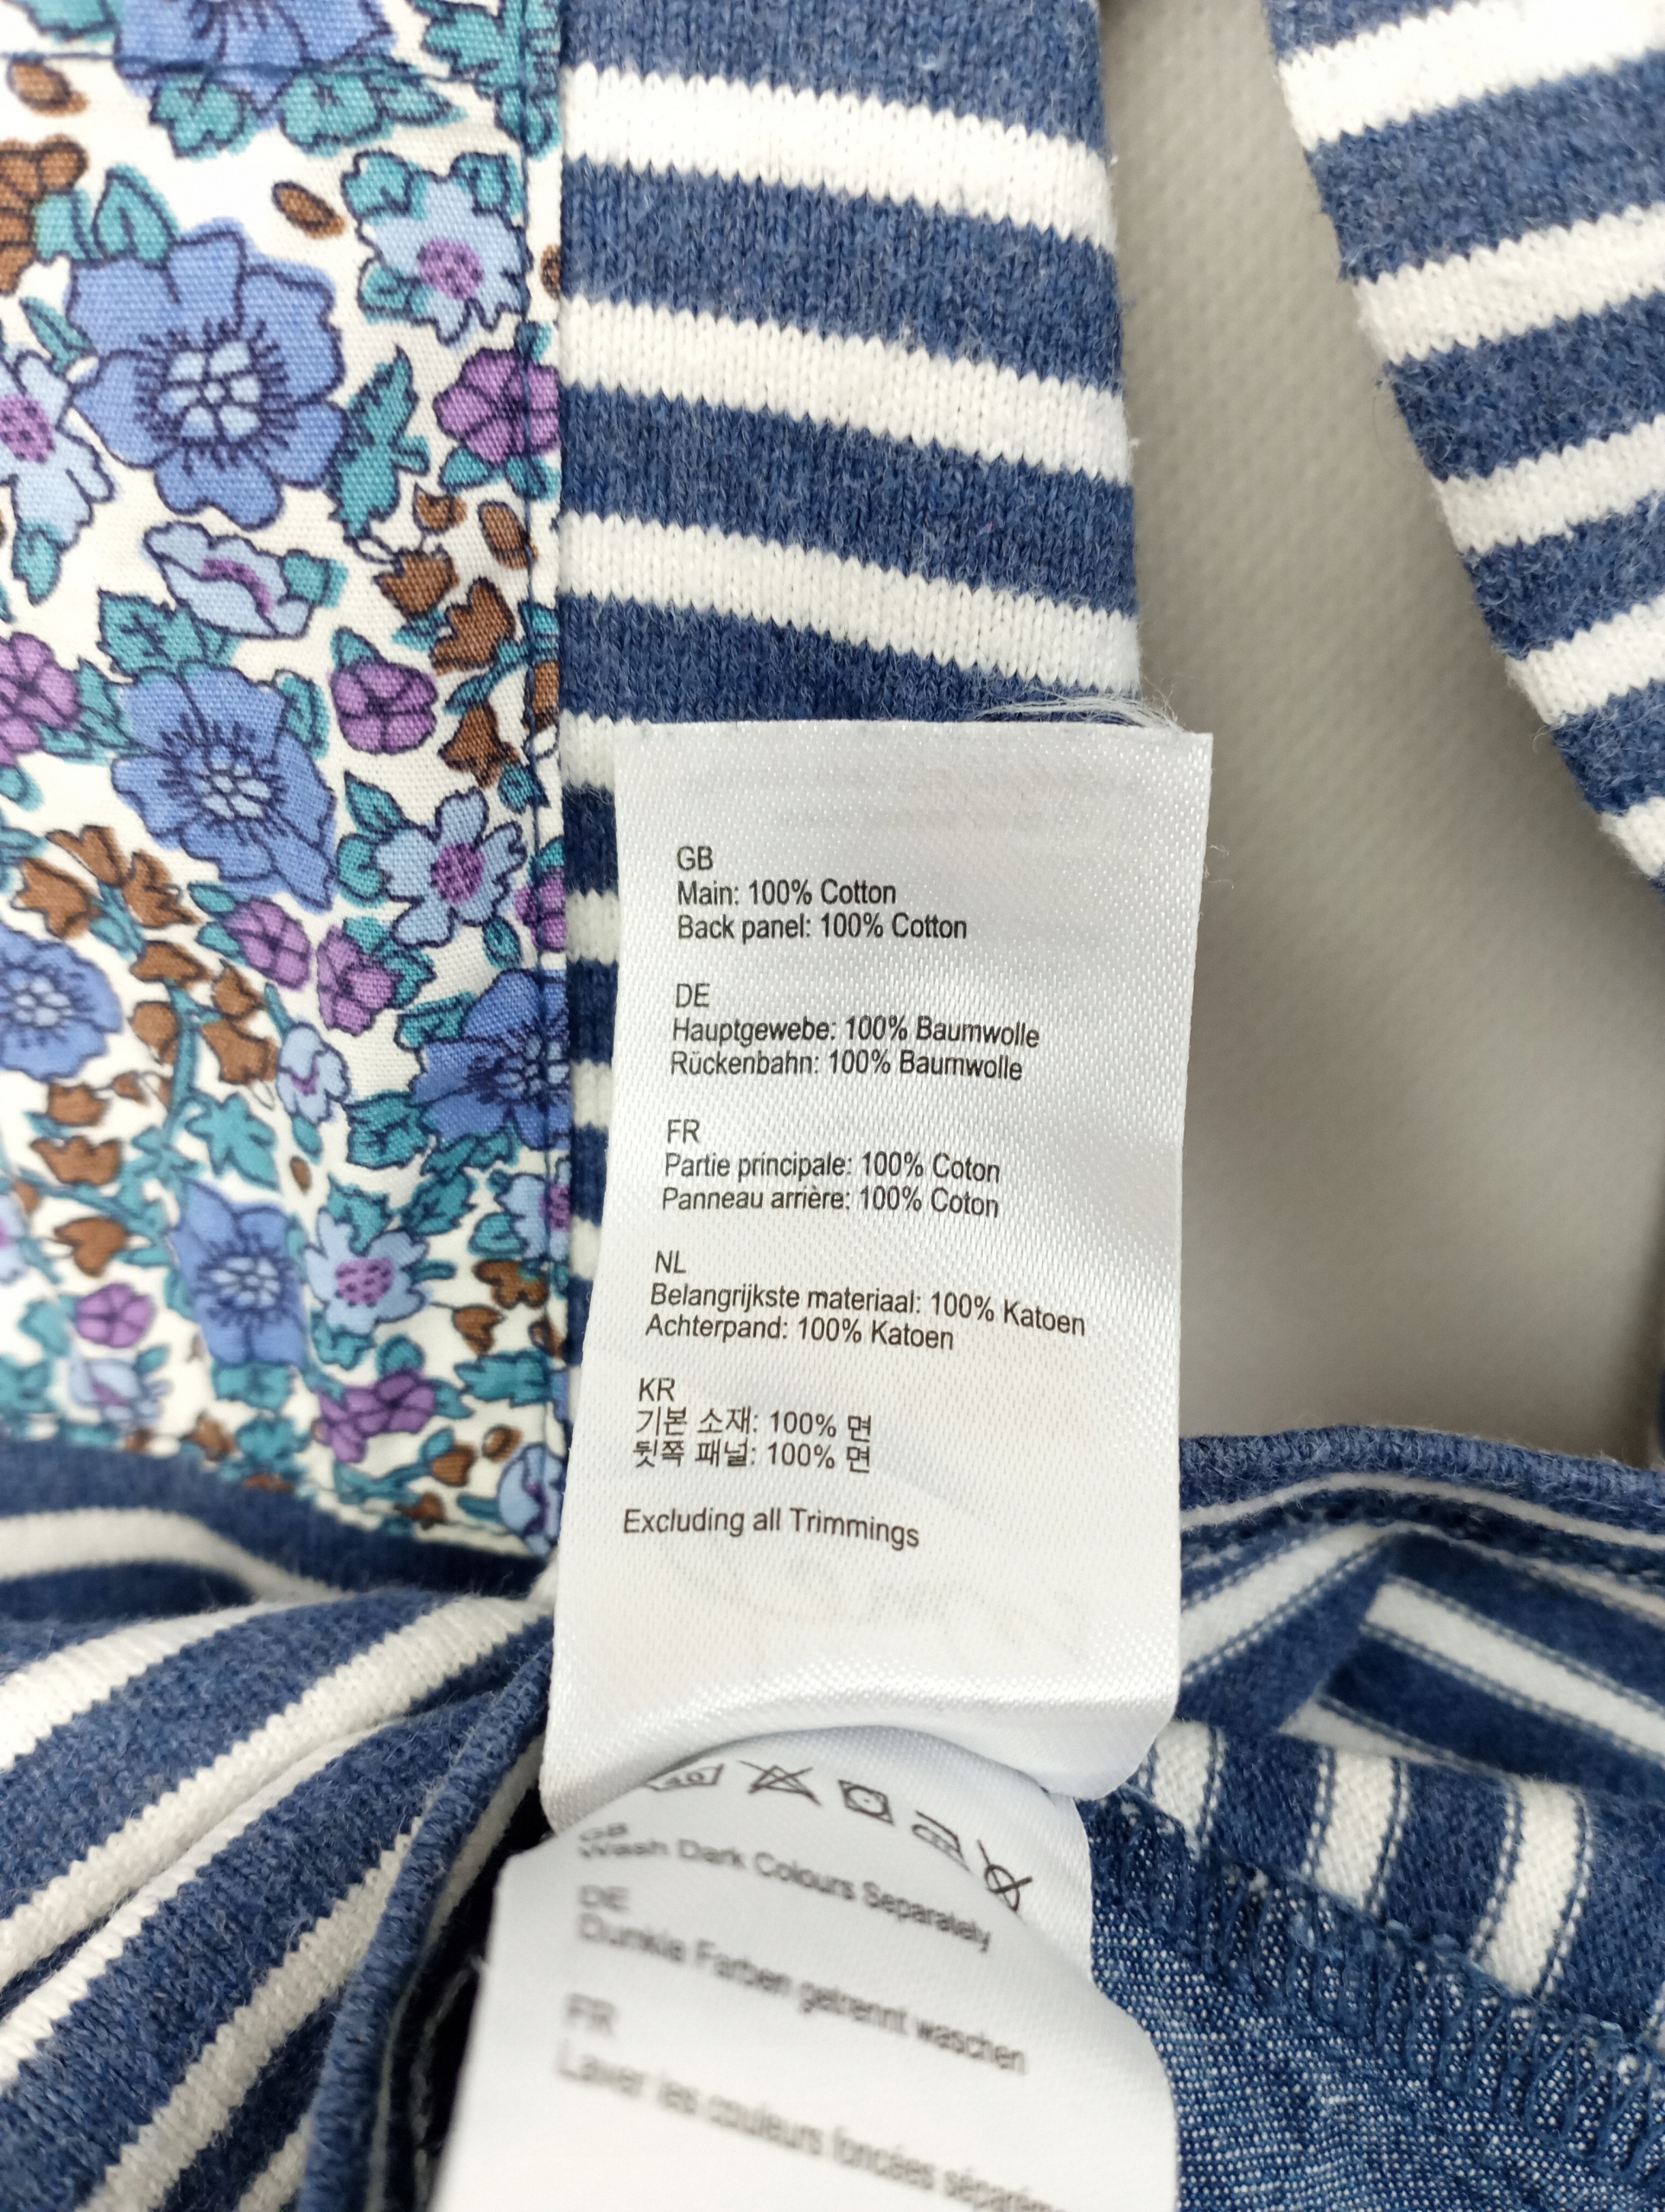 GB
Main: 100% Cotton
Back panel: 100% Cotton
DE
Hauptgewebe: 100% Baumwolle
Rückenbahn: 100% Baumwolle
FR
Partie principale: 100% Coton
Panneau arrière: 100% Coton
NL
Belangrijkste materiaal: 100% Katoen
Achterpand: 100% Katoen
KR
기본 소재: 100% 면
뒷쪽 패널: 100% 면
Excluding all Trimmings
40
GB
Wash Dark Colours Separately
DE
Dunkle Farben getrennt waschen
FR
Laver les couleurs foncées